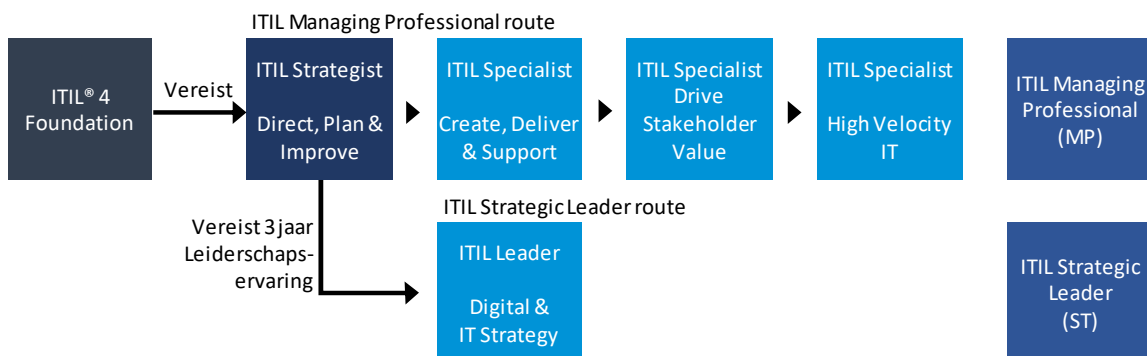 ITIL Managing Professional route
ITIL® 4
Foundation
Vereist
ITIL Strategist
Direct, Plan &
Improve
ITIL Specialist
Create, Deliver
& Support
ITIL Specialist
Drive
Stakeholder
Value
ITIL Specialist
High Velocity
IT
ITIL Managing
Professional
(MP)
Vereist 3 jaar
Leiderschaps-
ervaring
ITIL Strategic Leader route
ITIL Leader
Digital &
IT Strategy
ITIL Strategic
Leader
(ST)